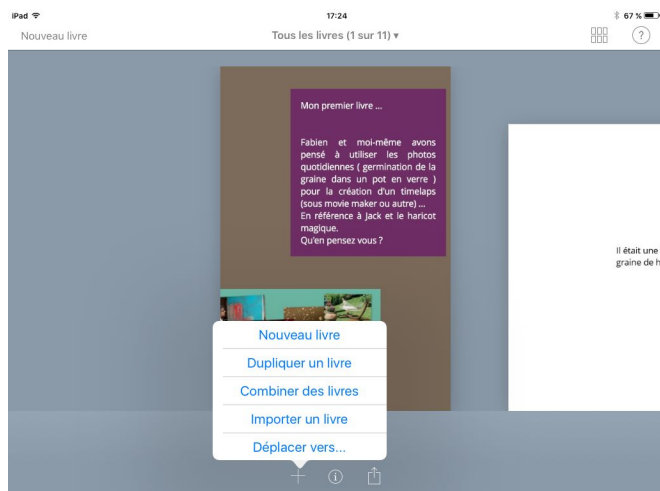 iPad 17:24 67 %
Nouveau livre Tous les livres (1 sur 11) ▾ ?
Mon premier livre ...
Fabien et moi-même avons
pensé à utiliser les photos
quotidiennes ( germination de la
graine dans un pot en verre )
pour la création d'un timelaps
(sous movie maker ou autre) ...
En référence à Jack et le haricot
magique.
Qu'en pensez vous ?
Il était une
graine de h
Nouveau livre
Dupliquer un livre
Combiner des livres
Importer un livre
Déplacer vers...